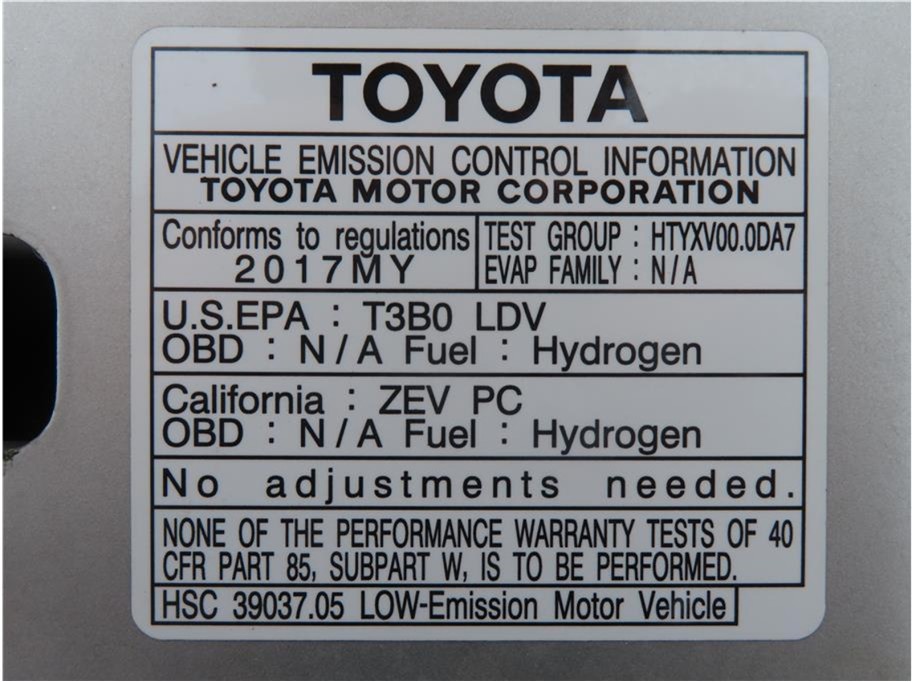 TOYOTA
VEHICLE EMISSION CONTROL INFORMATION
TOYOTA MOTOR CORPORATION
Conforms to regulations
2017MY
TEST GROUP : HTYXV00.0DA7
EVAP FAMILY : N/A
U.S.EPA : T3B0 LDV
OBD : N/A Fuel : Hydrogen
California : ZEV PC
OBD : N/A Fuel : Hydrogen
No adjustments needed.
NONE OF THE PERFORMANCE WARRANTY TESTS OF 40
CFR PART 85, SUBPART W, IS TO BE PERFORMED.
HSC 39037.05 LOW-Emission Motor Vehicle